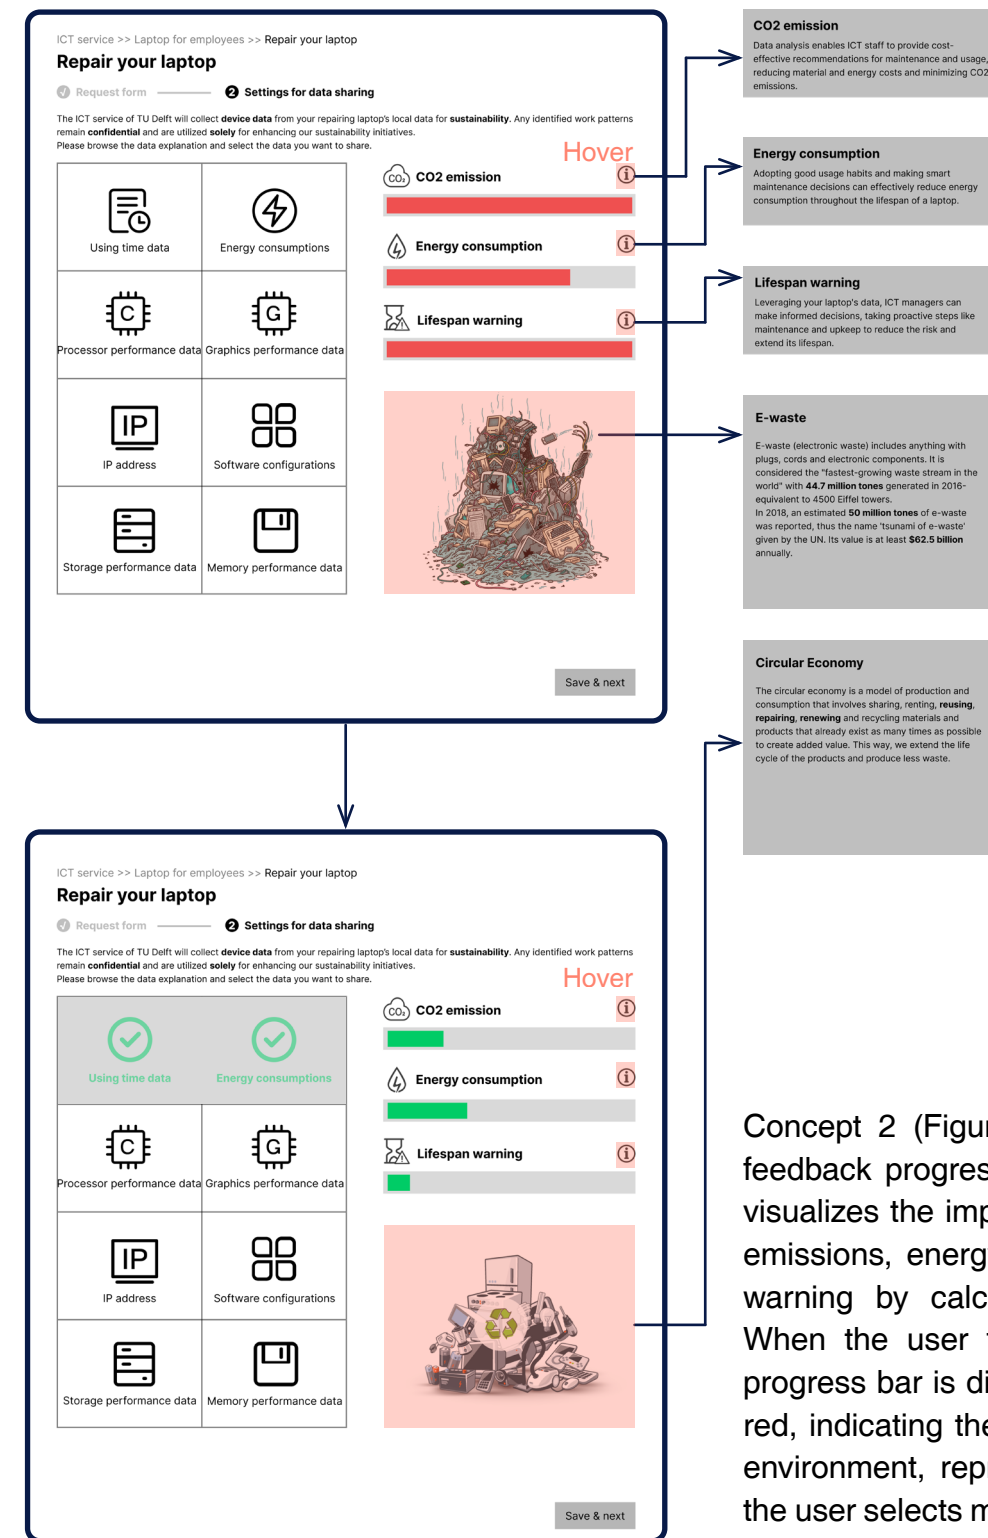 ICT service >> Laptop for employees >> Repair your laptop
Repair your laptop
Request form
2 Settings for data sharing
The ICT service of TU Delft will collect device data from your repairing laptop's local data for sustainability. Any identified work patterns
remain confidential and are utilized solely for enhancing our sustainability initiatives.
Please browse the data explanation and select the data you want to share.
Hover
Using time data
Energy consumptions
C
G
Processor performance data
Graphics performance data
IP
IP address
Software configurations
Storage performance data
Memory performance data
CO2
CO2 emission
i
Energy consumption
i
Lifespan warning
i
Save & next
CO2 emission
Data analysis enables ICT staff to provide cost-
effective recommendations for maintenance and usage,
reducing material and energy costs and minimizing CO2
emissions.
Energy consumption
Adopting good usage habits and making smart
maintenance decisions can effectively reduce energy
consumption throughout the lifespan of a laptop.
Lifespan warning
Leveraging your laptop's data, ICT managers can
make informed decisions, taking proactive steps like
maintenance and upkeep to reduce the risk and
extend its lifespan.
E-waste
E-waste (electronic waste) includes anything with
plugs, cords and electronic components. It is
considered the "fastest-growing waste stream in the
world" with 44.7 million tones generated in 2016-
equivalent to 4500 Eiffel towers.
In 2018, an estimated 50 million tones of e-waste
was reported, thus the name 'tsunami of e-waste'
given by the UN. Its value is at least $62.5 billion
annually.
Circular Economy
The circular economy is a model of production and
consumption that involves sharing, renting, reusing,
repairing, renewing and recycling materials and
products that already exist as many times as possible
to create added value. This way, we extend the life
cycle of the products and produce less waste.
ICT service >> Laptop for employees >> Repair your laptop
Repair your laptop
Request form
2 Settings for data sharing
The ICT service of TU Delft will collect device data from your repairing laptop's local data for sustainability. Any identified work patterns
remain confidential and are utilized solely for enhancing our sustainability initiatives.
Please browse the data explanation and select the data you want to share.
Hover
Using time data
Energy consumptions
C
G
Processor performance data
Graphics performance data
IP
IP address
Software configurations
Storage performance data
Memory performance data
CO2
CO2 emission
i
Energy consumption
i
Lifespan warning
i
Save & next
Concept 2 (Figur
feedback progres
visualizes the imp
emissions, energ
warning by calc
When the user
progress bar is di
red, indicating the
environment, repr
the user selects m